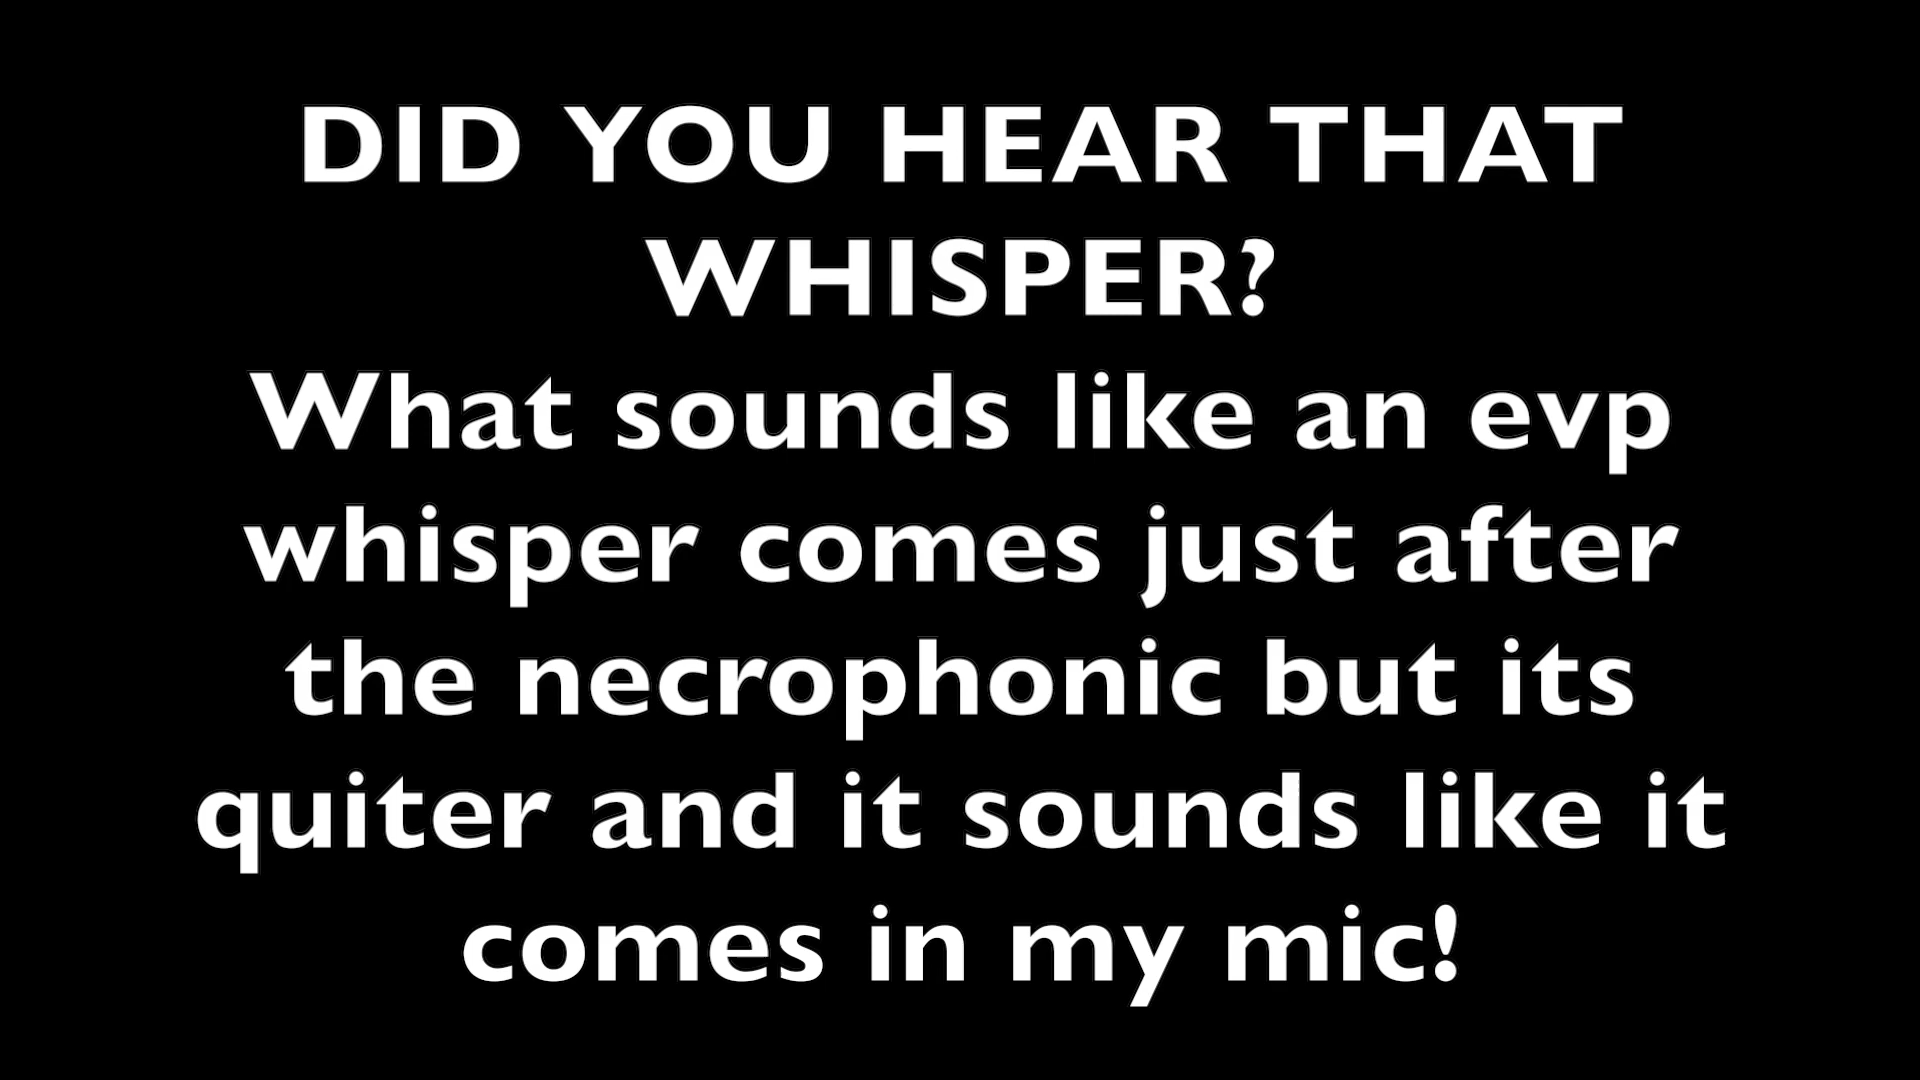 DID YOU HEAR THAT
WHISPER?
What sounds like an evp
whisper comes just after
the necrophonic but its
quiter and it sounds like it
comes in my mic!